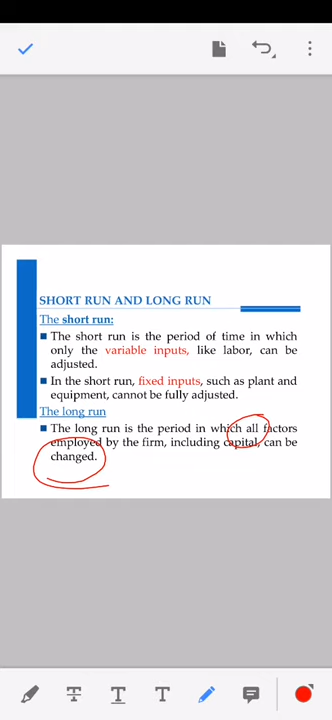 SHORT RUN AND LONG RUN
The short run:
The short run is the period of time in which
only the variable inputs, like labor, can be
adjusted.
In the short run, fixed inputs, such as plant and
equipment, cannot be fully adjusted.
The long run
The long run is the period in which all factors
employed by the firm, including capital, can be
changed.
T T T